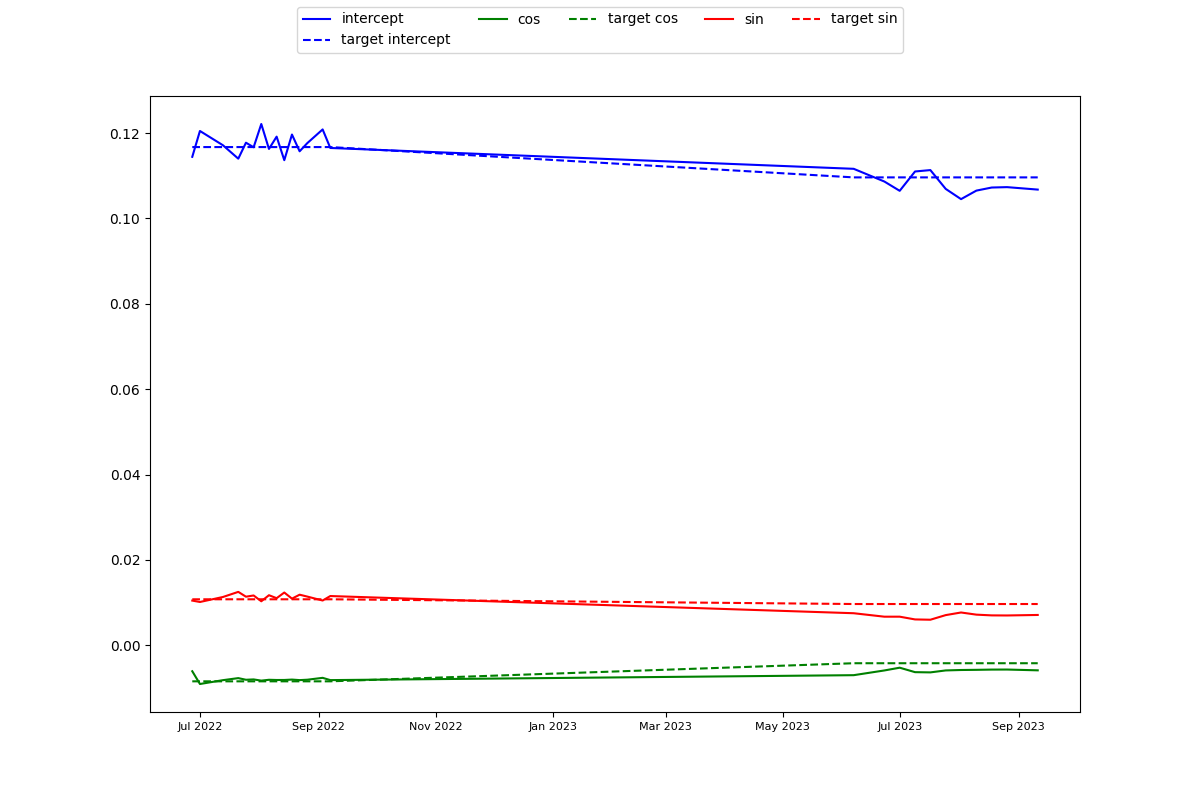 intercept cos target cos sin target sin
target intercept
0.12
0.10
0.08
0.06
0.04
0.02
0.00
Jul 2022 Sep 2022 Nov 2022 Jan 2023 Mar 2023 May 2023 Jul 2023 Sep 2023